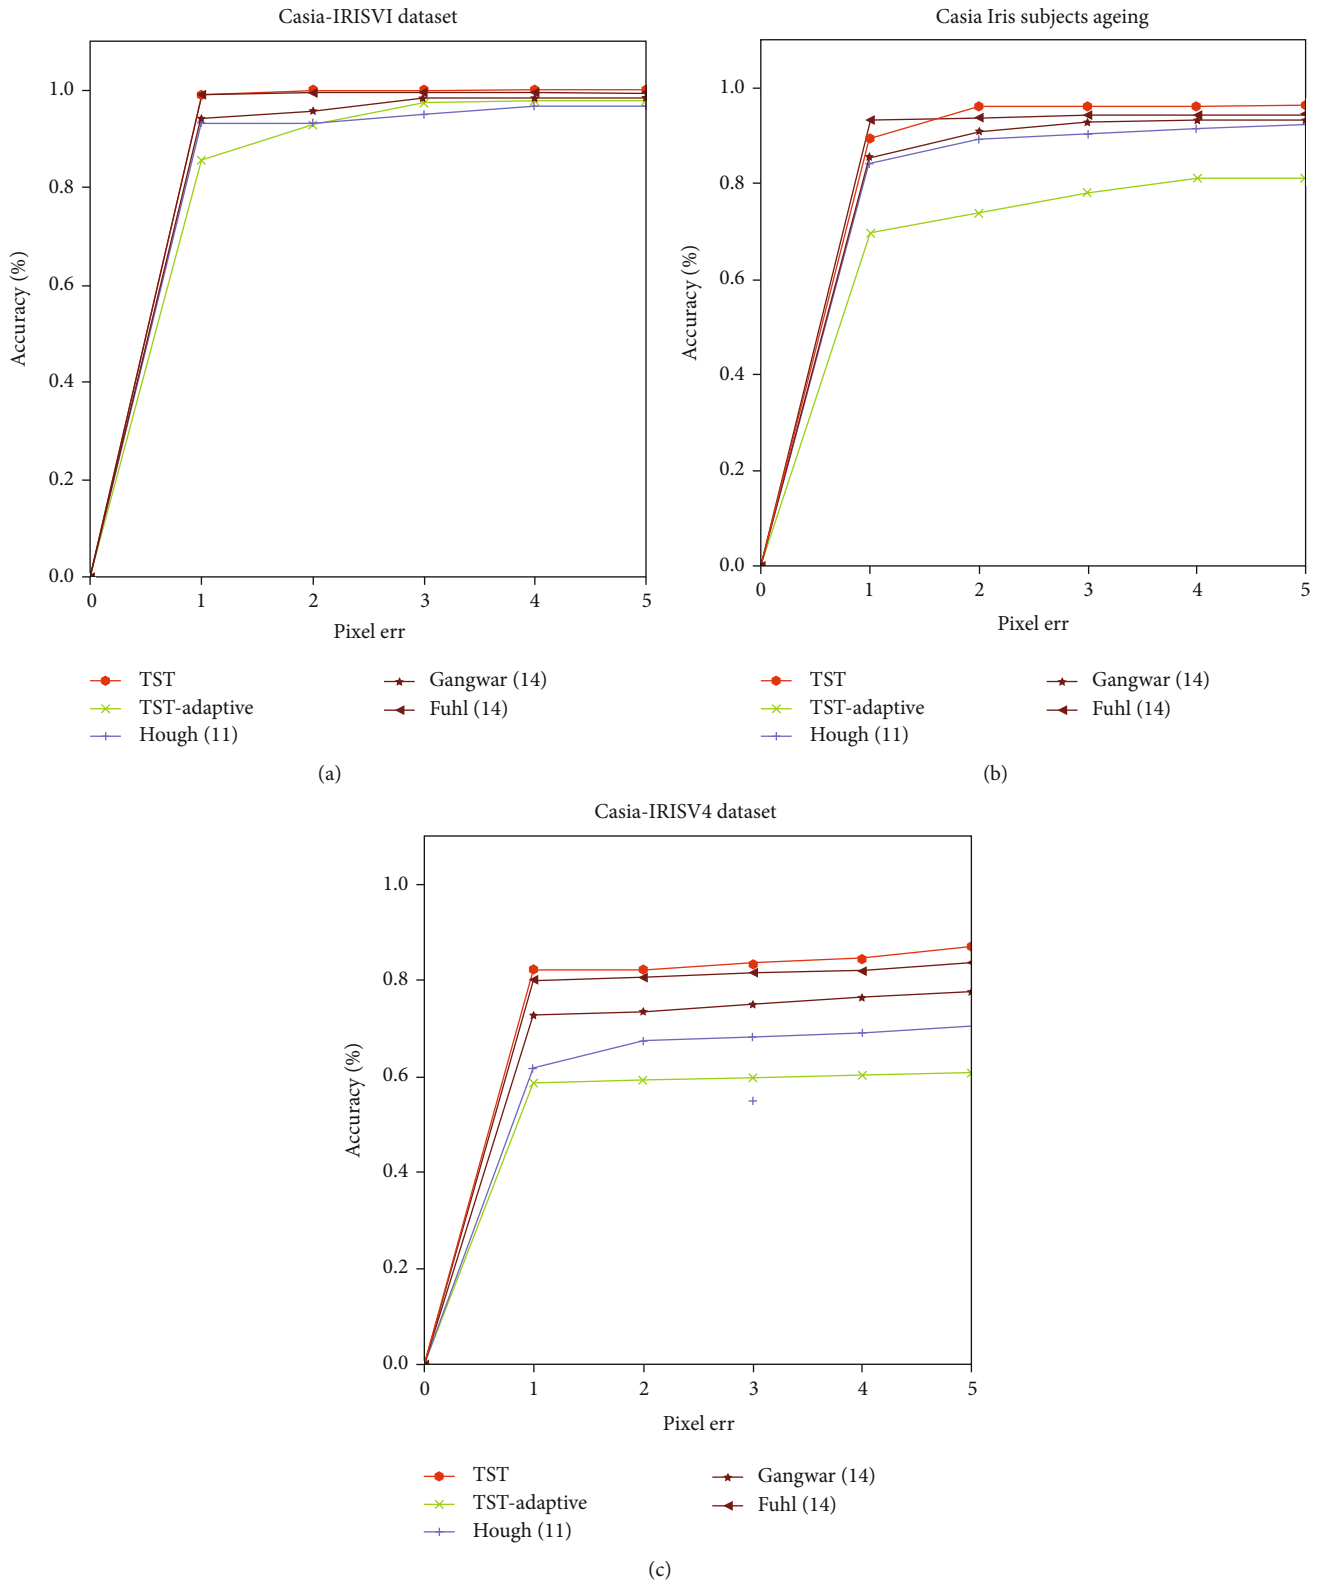 Casia-IRISVI dataset
1.0
0.8
0.6
0.4
0.2
0.0
Accuracy (%)
0 1 2 3 4 5
Pixel err
TST
TST-adaptive
Hough (11)
Gangwar (14)
Fuhl (14)
(a)
Casia Iris subjects ageing
1.0
0.8
0.6
0.4
0.2
0.0
Accuracy (%)
0 1 2 3 4 5
Pixel err
TST
TST-adaptive
Hough (11)
Gangwar (14)
Fuhl (14)
(b)
Casia-IRISV4 dataset
1.0
0.8
0.6
0.4
0.2
0.0
Accuracy (%)
0 1 2 3 4 5
Pixel err
TST
TST-adaptive
Hough (11)
Gangwar (14)
Fuhl (14)
(c)